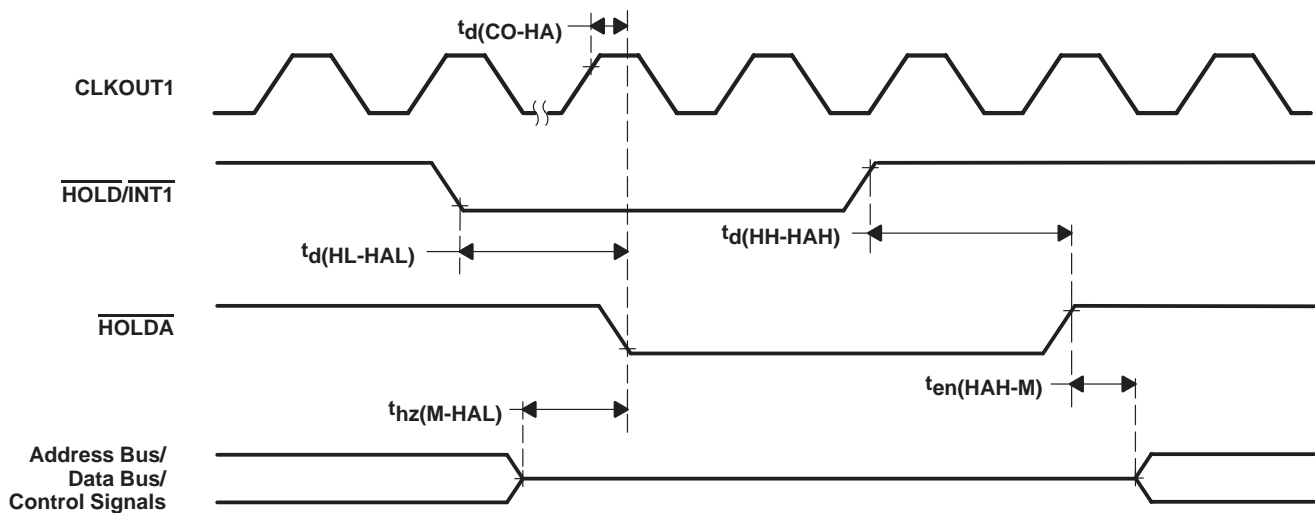 td(CO-HA)
CLKOUT1
HOLD/INT1
td(HL-HAL)
td(HH-HAH)
HOLDA
thz(M-HAL)
ten(HAH-M)
Address Bus/
Data Bus/
Control Signals